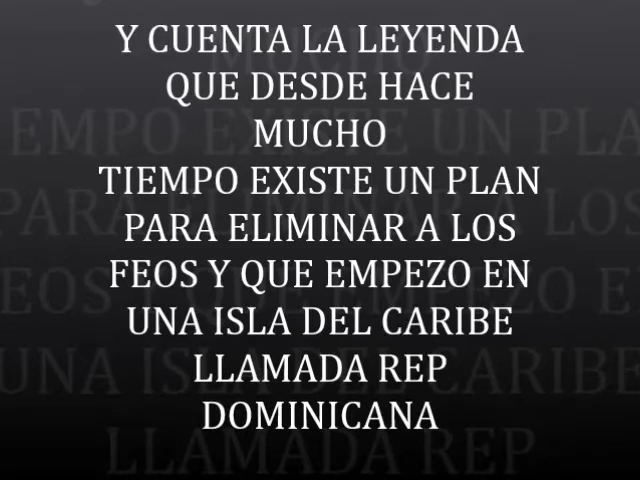 Y CUENTA LA LEYENDA
QUE DESDE HACE
MUCHO
TIEMPO EXISTE UN PLAN
PARA ELIMINAR A LOS
FEOS Y QUE EMPEZO EN
UNA ISLA DEL CARIBE
LLAMADA REP
DOMINICANA